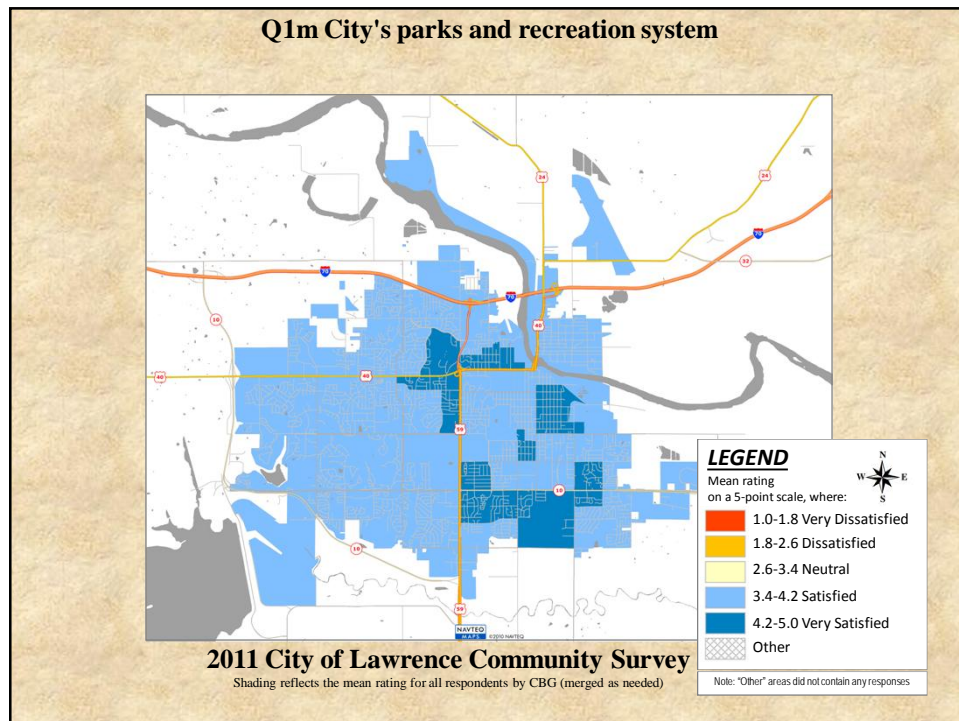 Q1m City's parks and recreation system
24
24
70
32
70
10
70
40
40
40
59
10
10
59
NAVTEQ
MAPS
©2010 NAVTEQ
LEGEND
N
W E
S
Mean rating
on a 5-point scale, where:
1.0-1.8 Very Dissatisfied
1.8-2.6 Dissatisfied
2.6-3.4 Neutral
3.4-4.2 Satisfied
4.2-5.0 Very Satisfied
Other
2011 City of Lawrence Community Survey
Shading reflects the mean rating for all respondents by CBG (merged as needed)
Note: "Other" areas did not contain any responses